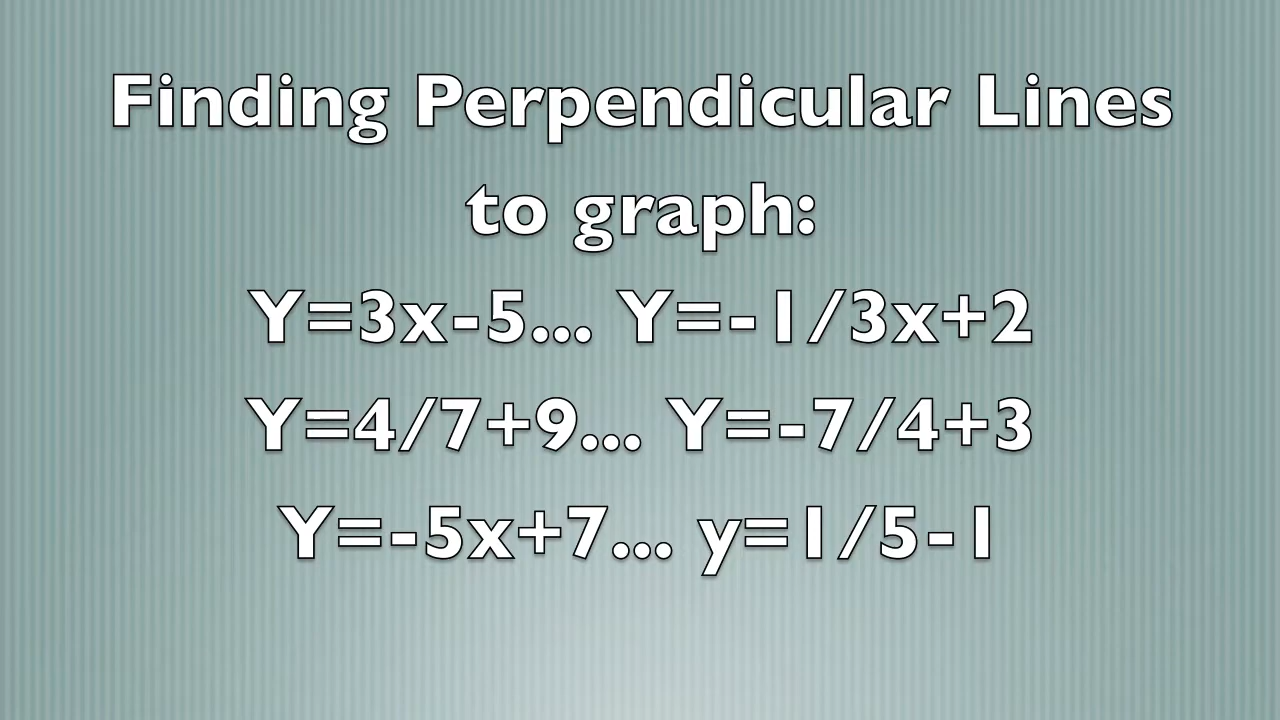 Finding Perpendicular Lines
to graph:
Y=3x-5... Y=-1/3x+2
Y=4/7+9... Y=-7/4+3
Y=-5x+7... y=1/5-1